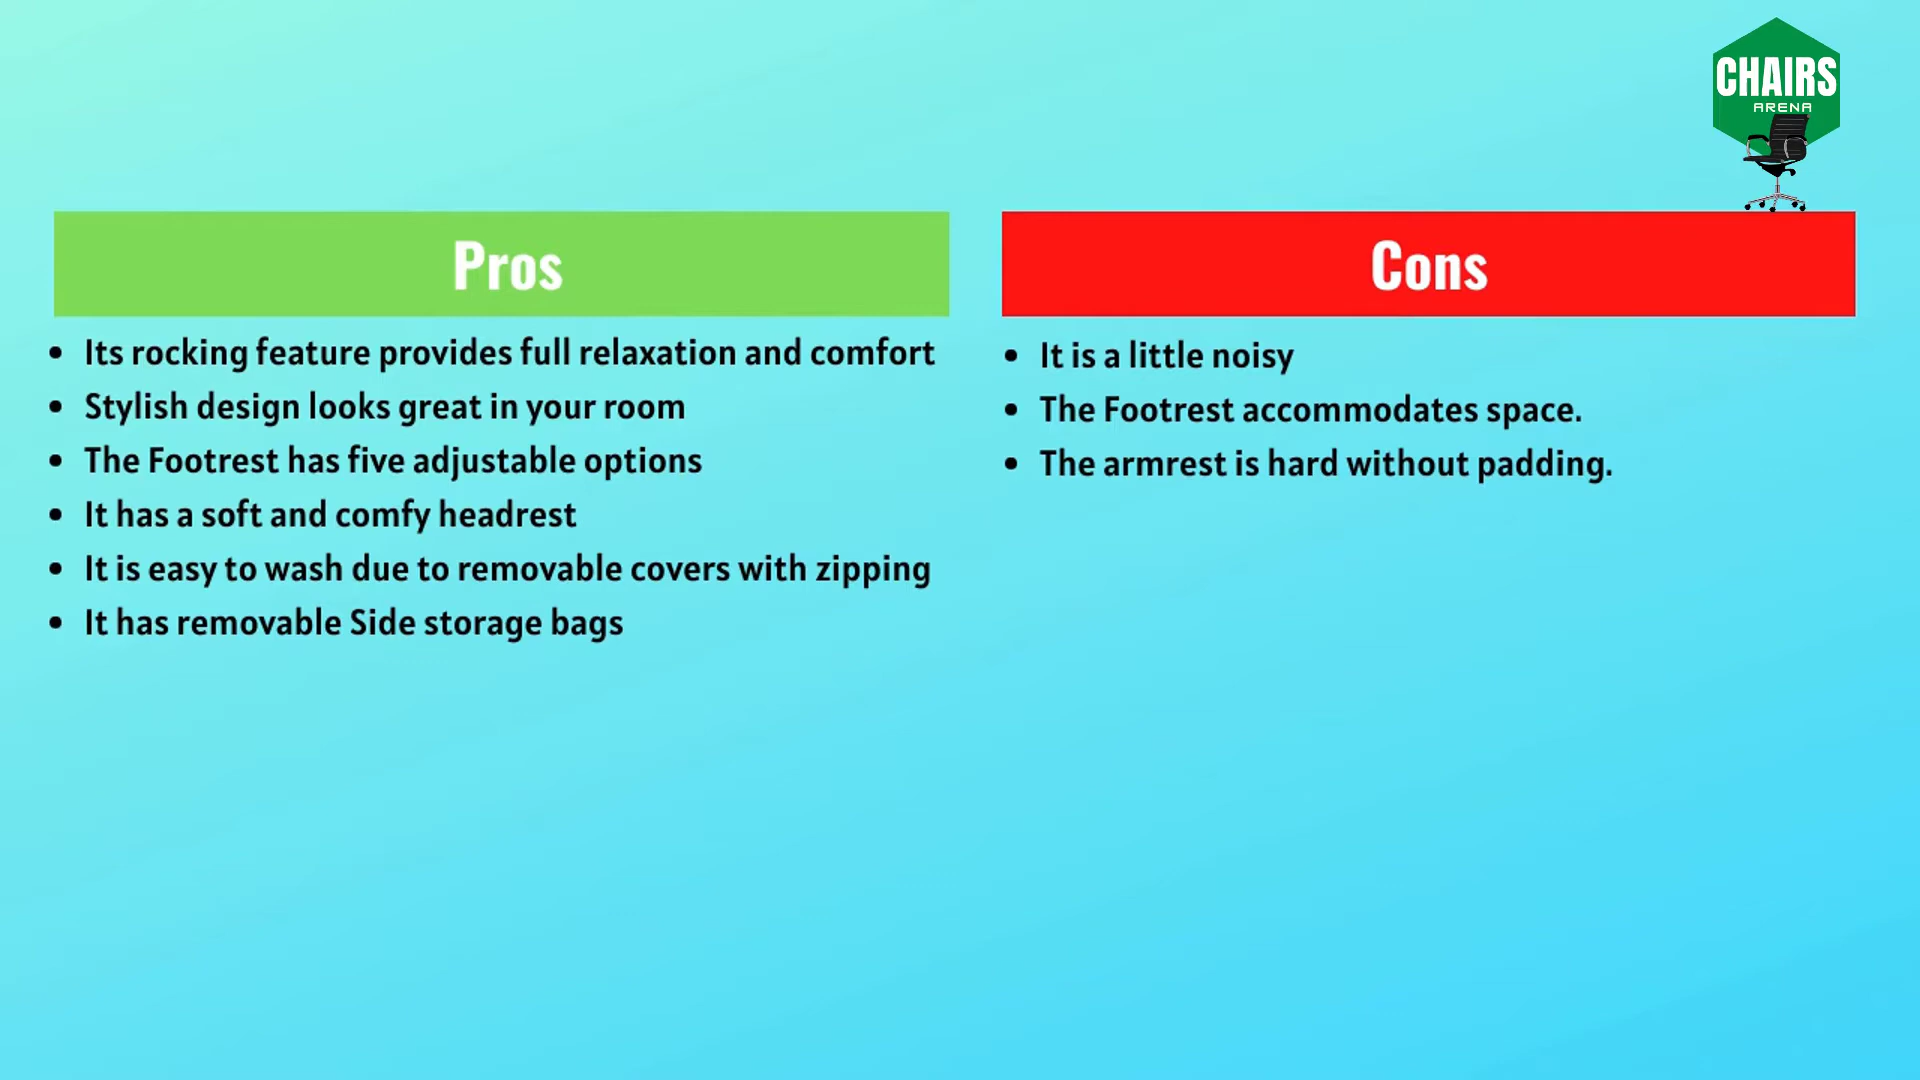 CHAIRS
ARENA
Pros
• Its rocking feature provides full relaxation and comfort
• Stylish design looks great in your room
• The Footrest has five adjustable options
• It has a soft and comfy headrest
• It is easy to wash due to removable covers with zipping
• It has removable Side storage bags
Cons
• It is a little noisy
• The Footrest accommodates space.
• The armrest is hard without padding.